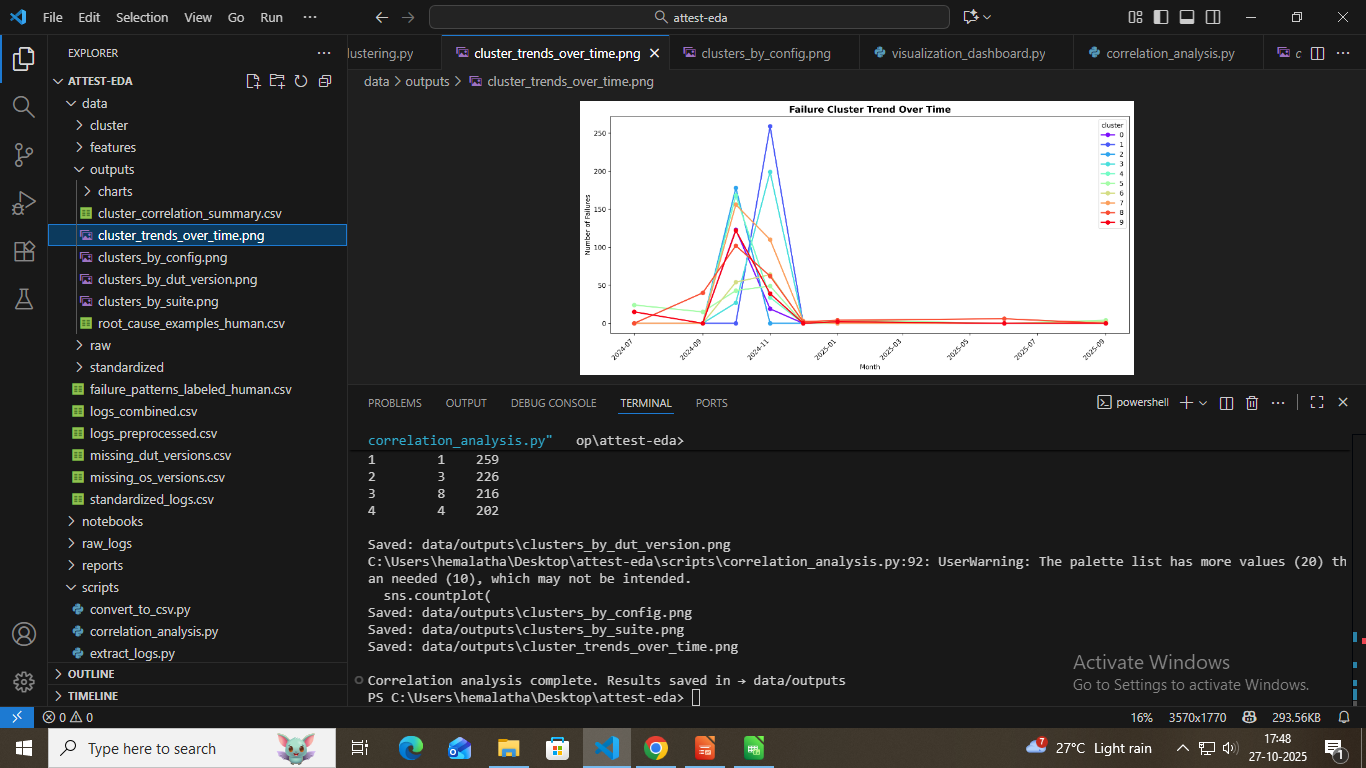 File Edit Selection View Go Run ··· attest-eda
EXPLORER
ATTEST-EDA
data
cluster
features
outputs
charts
cluster_correlation_summary.csv
cluster_trends_over_time.png
clusters_by_config.png
clusters_by_dut_version.png
clusters_by_suite.png
root_cause_examples_human.csv
raw
standardized
failure_patterns_labeled_human.csv
logs_combined.csv
logs_preprocessed.csv
missing_dut_versions.csv
missing_os_versions.csv
standardized_logs.csv
notebooks
raw_logs
reports
scripts
convert_to_csv.py
correlation_analysis.py
extract_logs.py
OUTLINE
TIMELINE
lustering.py cluster_trends_over_time.png clusters_by_config.png visualization_dashboard.py correlation_analysis.py c
data > outputs > cluster_trends_over_time.png
Failure Cluster Trend Over Time
Number of Failures
250
200
150
100
50
0
cluster
0
1
2
3
4
5
6
7
8
9
2024-07 2024-09 2024-11 2025-01 2025-03 2025-05 2025-07 2025-09
Month
PROBLEMS OUTPUT DEBUG CONSOLE TERMINAL PORTS powershell
correlation_analysis.py" op\attest-eda>
1 1 259
2 3 226
3 8 216
4 4 202
Saved: data/outputs\clusters_by_dut_version.png
C:\Users\hemalatha\Desktop\attest-eda\scripts\correlation_analysis.py:92: UserWarning: The palette list has more values (20) th
an needed (10), which may not be intended.
sns.countplot(
Saved: data/outputs\clusters_by_config.png
Saved: data/outputs\clusters_by_suite.png
Saved: data/outputs\cluster_trends_over_time.png
Correlation analysis complete. Results saved in → data/outputs
PS C:\Users\hemalatha\Desktop\attest-eda>
Activate Windows
Go to Settings to activate Windows.
0 0 16% 3570x1770 293.56KB
Type here to search 7 27°C Light rain 17:48
27-10-2025 1